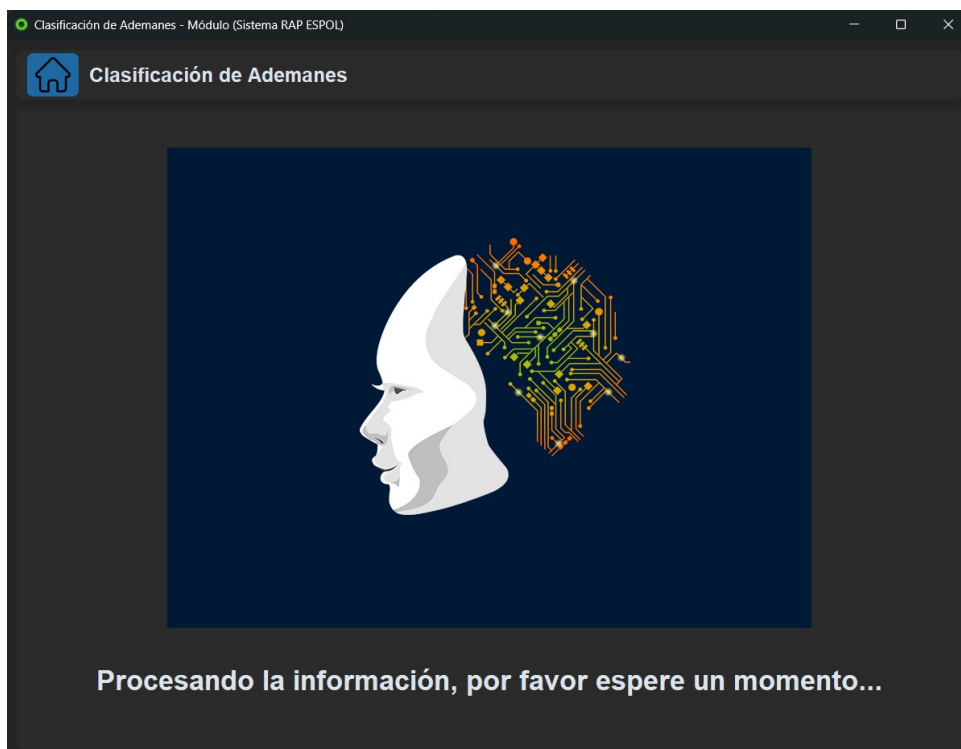 Clasificación de Ademanes - Módulo (Sistema RAP ESPOL)
Clasificación de Ademanes
Procesando la información, por favor espere un momento...